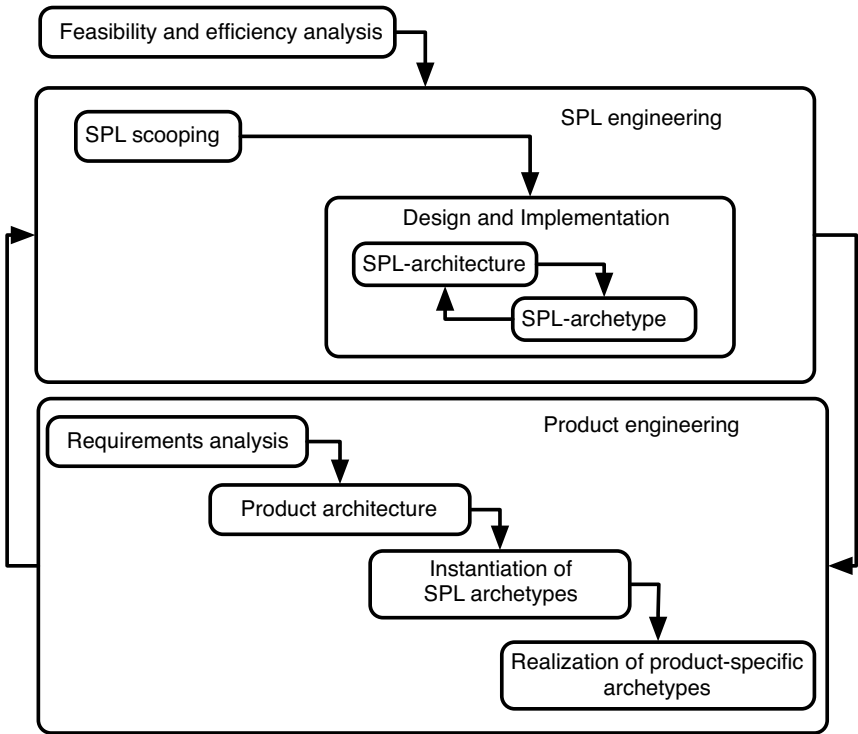 Feasibility and efficiency analysis
SPL engineering
SPL scooping
Design and Implementation
SPL-architecture
SPL-archetype
Product engineering
Requirements analysis
Product architecture
Instantiation of
SPL archetypes
Realization of product-specific
archetypes